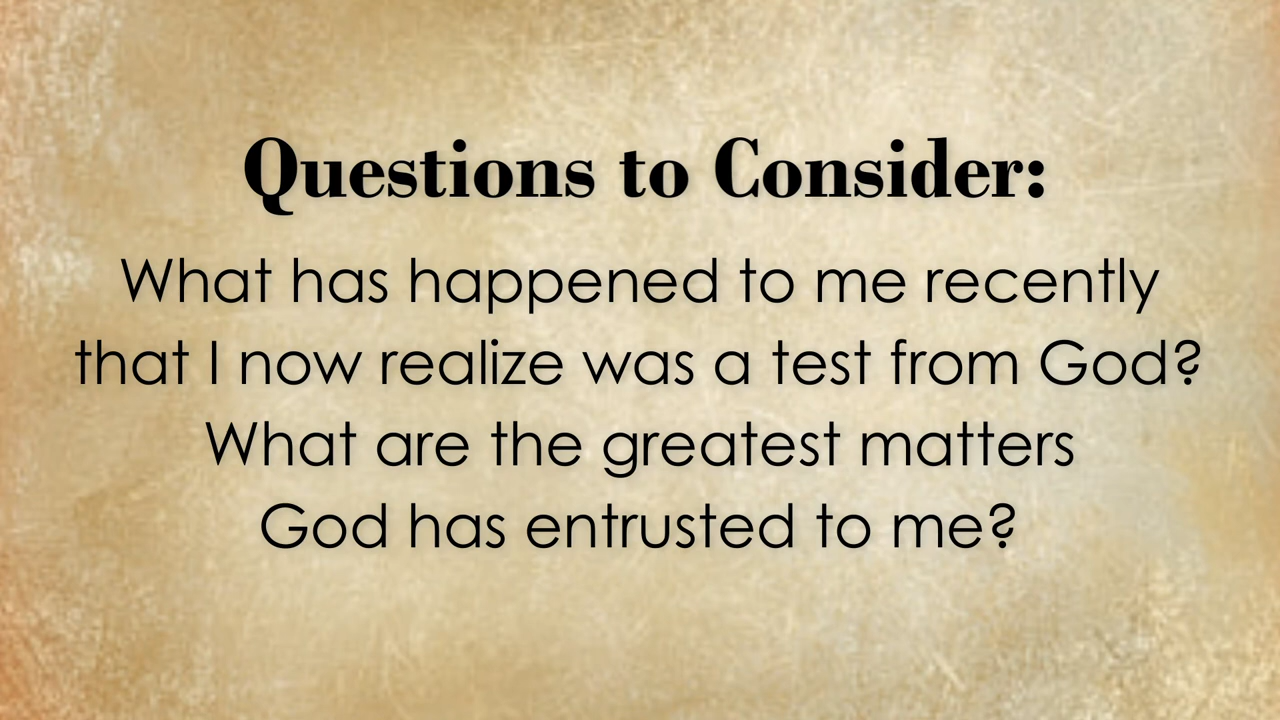 Questions to Consider:
What has happened to me recently
that I now realize was a test from God?
What are the greatest matters
God has entrusted to me?